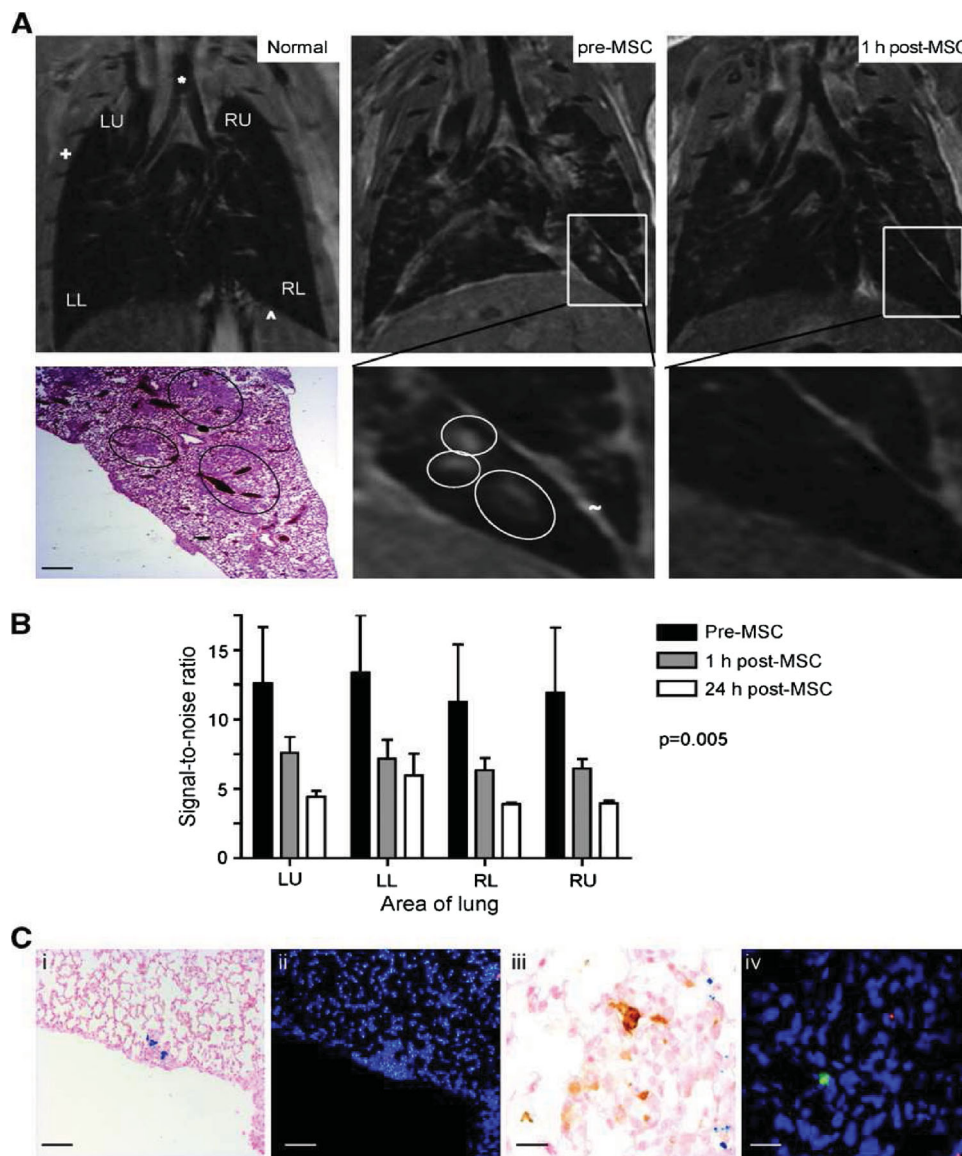 A
Normal
pre-MSC
1 h post-MSC
*
LU
RU
+
LL
RL
^
~
B
Signal-to-noise ratio
15
10
5
0
LU
LL
RL
RU
Area of lung
Pre-MSC
1 h post-MSC
24 h post-MSC
p=0.005
C
i
ii
iii
iv